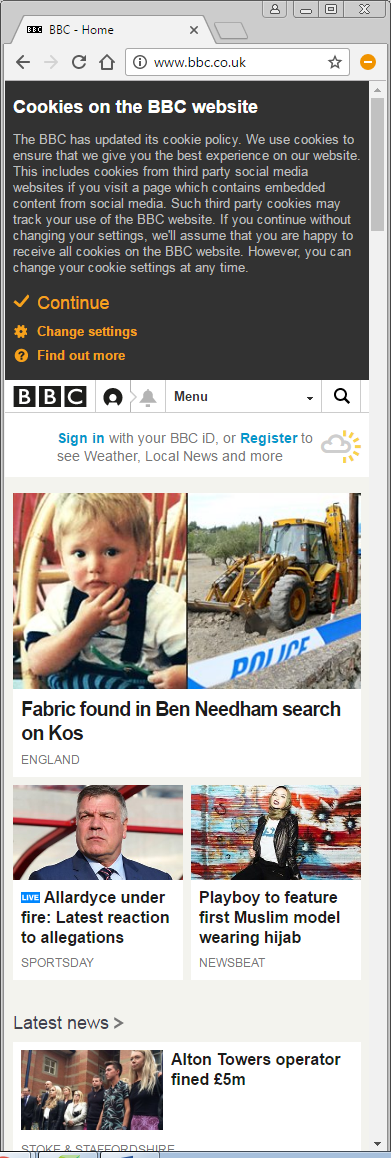 BBC - Home
www.bbc.co.uk
Cookies on the BBC website
The BBC has updated its cookie policy. We use cookies to
ensure that we give you the best experience on our website.
This includes cookies from third party social media
websites if you visit a page which contains embedded
content from social media. Such third party cookies may
track your use of the BBC website. If you continue without
changing your settings, we'll assume that you are happy to
receive all cookies on the BBC website. However, you can
change your cookie settings at any time.
Continue
Change settings
Find out more
BBC Menu
Sign in with your BBC iD, or Register to
see Weather, Local News and more
POLICE
Fabric found in Ben Needham search
on Kos
ENGLAND
LIVE Allardyce under
fire: Latest reaction
to allegations
SPORTSDAY
Playboy to feature
first Muslim model
wearing hijab
NEWSBEAT
Latest news >
Alton Towers operator
fined £5m
STOKE & STAFFORDSHIRE